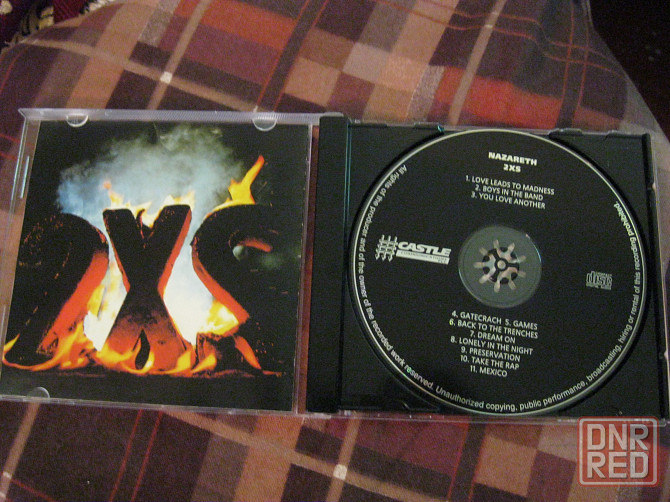 2XS
NAZARETH
2XS
1. LOVE LEADS TO MADNESS
2. BOYS IN THE BAND
3. YOU LOVE ANOTHER
CASTLE
4. GATECRACH 5. GAMES
6. BACK TO THE TRENCHES
7. DREAM ON
8. LONELY IN THE NIGHT
9. PRESERVATION
10. TAKE THE RAP
11. MEXICO
All rights of the producer and of the owner of the recorded work reserved. Unauthorized copying, public performance, broadcasting, hiring or rental of this recording prohibited.
DNR
RED